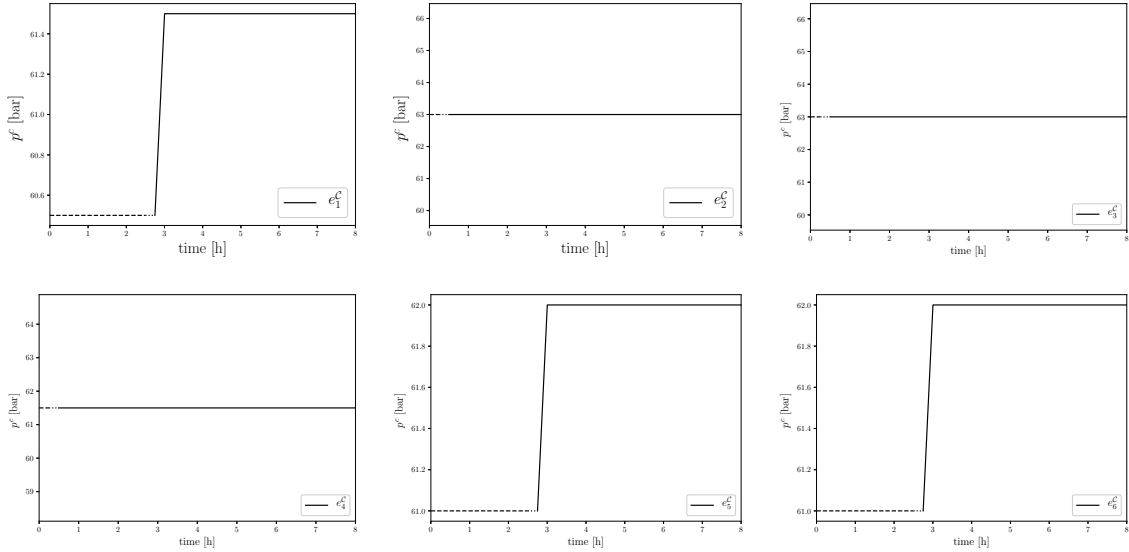 61.4
61.2
61.0
60.8
60.6
p^c [bar]
0 1 2 3 4 5 6 7 8
time [h]
e_1^𝒞
66
65
64
63
62
61
60
p^c [bar]
0 1 2 3 4 5 6 7 8
time [h]
e_2^𝒞
66
65
64
63
62
61
60
p^c [bar]
0 1 2 3 4 5 6 7 8
time [h]
e_3^𝒞
64
63
62
61
60
59
p^c [bar]
0 1 2 3 4 5 6 7 8
time [h]
e_4^𝒞
62.0
61.8
61.6
61.4
61.2
61.0
p^c [bar]
0 1 2 3 4 5 6 7 8
time [h]
e_5^𝒞
62.0
61.8
61.6
61.4
61.2
61.0
p^c [bar]
0 1 2 3 4 5 6 7 8
time [h]
e_6^𝒞